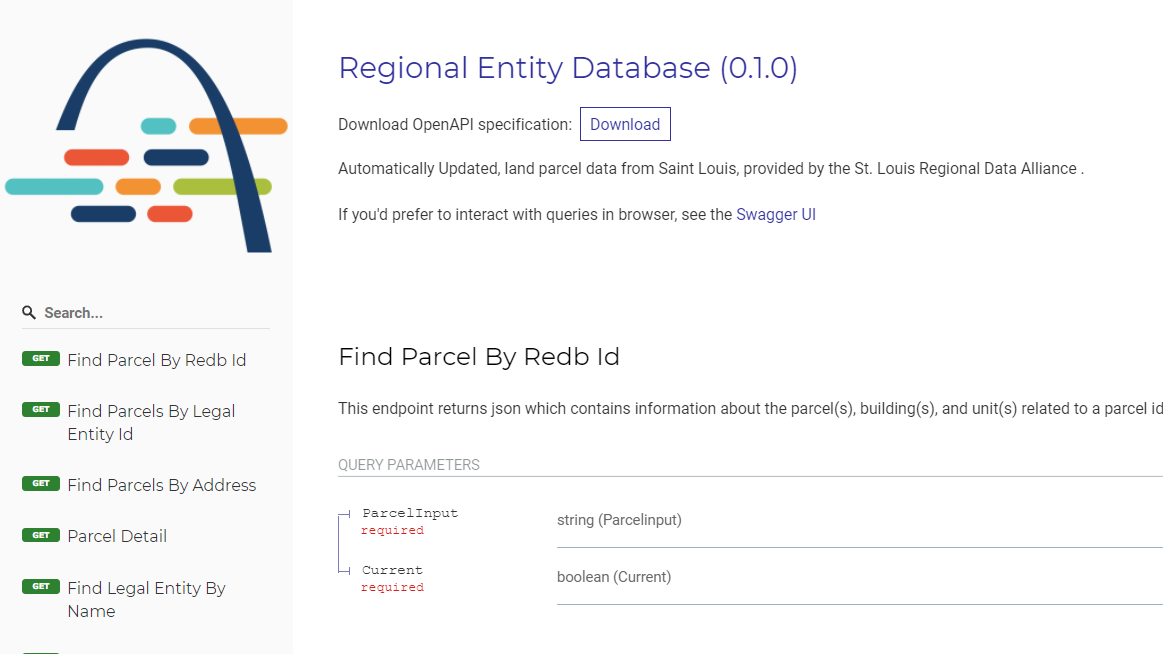 Regional Entity Database (0.1.0)
Download OpenAPI specification: Download
Automatically Updated, land parcel data from Saint Louis, provided by the St. Louis Regional Data Alliance .
If you'd prefer to interact with queries in browser, see the Swagger UI
Search...
GET Find Parcel By Redb Id
GET Find Parcels By Legal
Entity Id
GET Find Parcels By Address
GET Parcel Detail
GET Find Legal Entity By
Name
Find Parcel By Redb Id
This endpoint returns json which contains information about the parcel(s), building(s), and unit(s) related to a parcel id
QUERY PARAMETERS
ParcelInput
required
string (Parcelinput)
Current
required
boolean (Current)